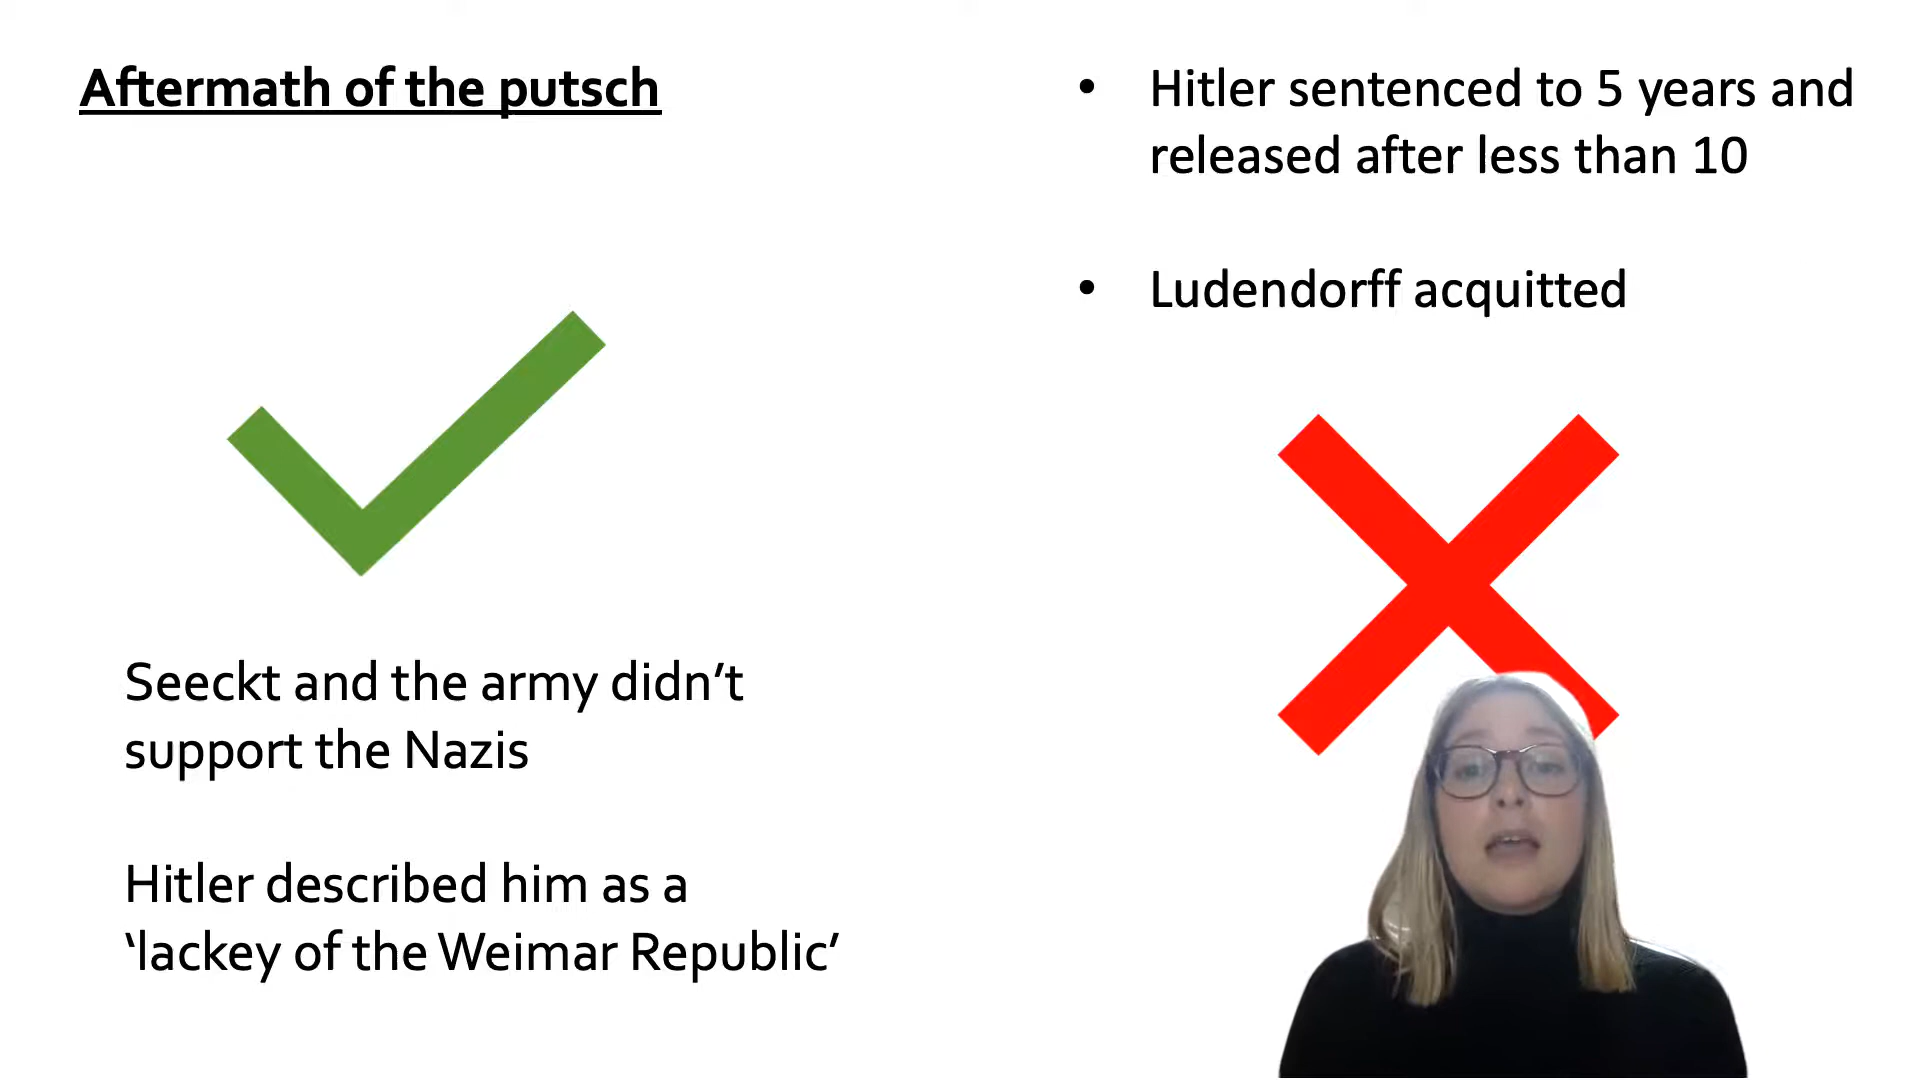 Aftermath of the putsch
Seeckt and the army didn’t
support the Nazis
Hitler described him as a
‘lackey of the Weimar Republic’
• Hitler sentenced to 5 years and
released after less than 10
• Ludendorff acquitted